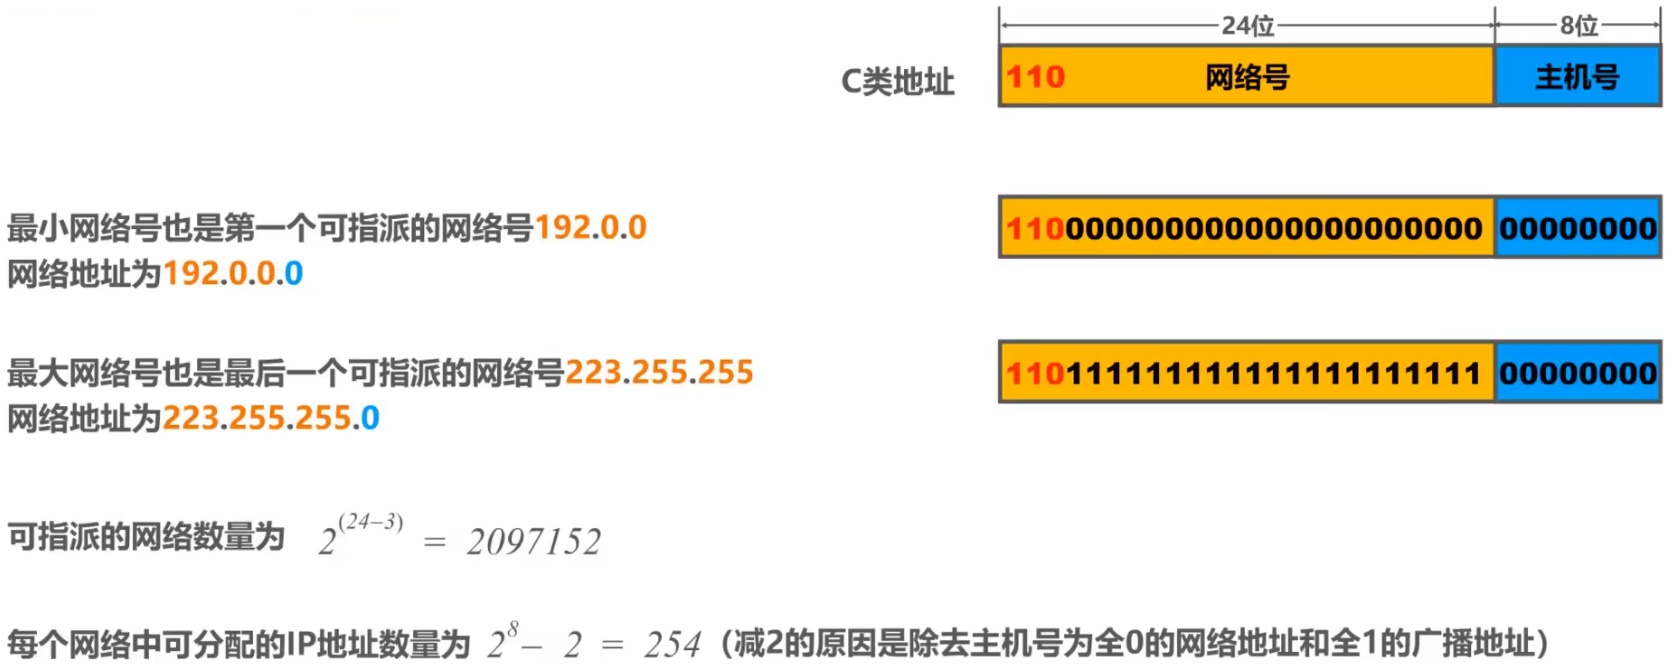 24位 8位
C类地址 110 网络号 主机号
最小网络号也是第一个可指派的网络号192.0.0
网络地址为192.0.0.0
110000000000000000000000 00000000
最大网络号也是最后一个可指派的网络号223.255.255
网络地址为223.255.255.0
110111111111111111111111 00000000
可指派的网络数量为 2^(24–3) = 2097152
每个网络中可分配的IP地址数量为 2^8 – 2 = 254（减2的原因是除去主机号为全0的网络地址和全1的广播地址）